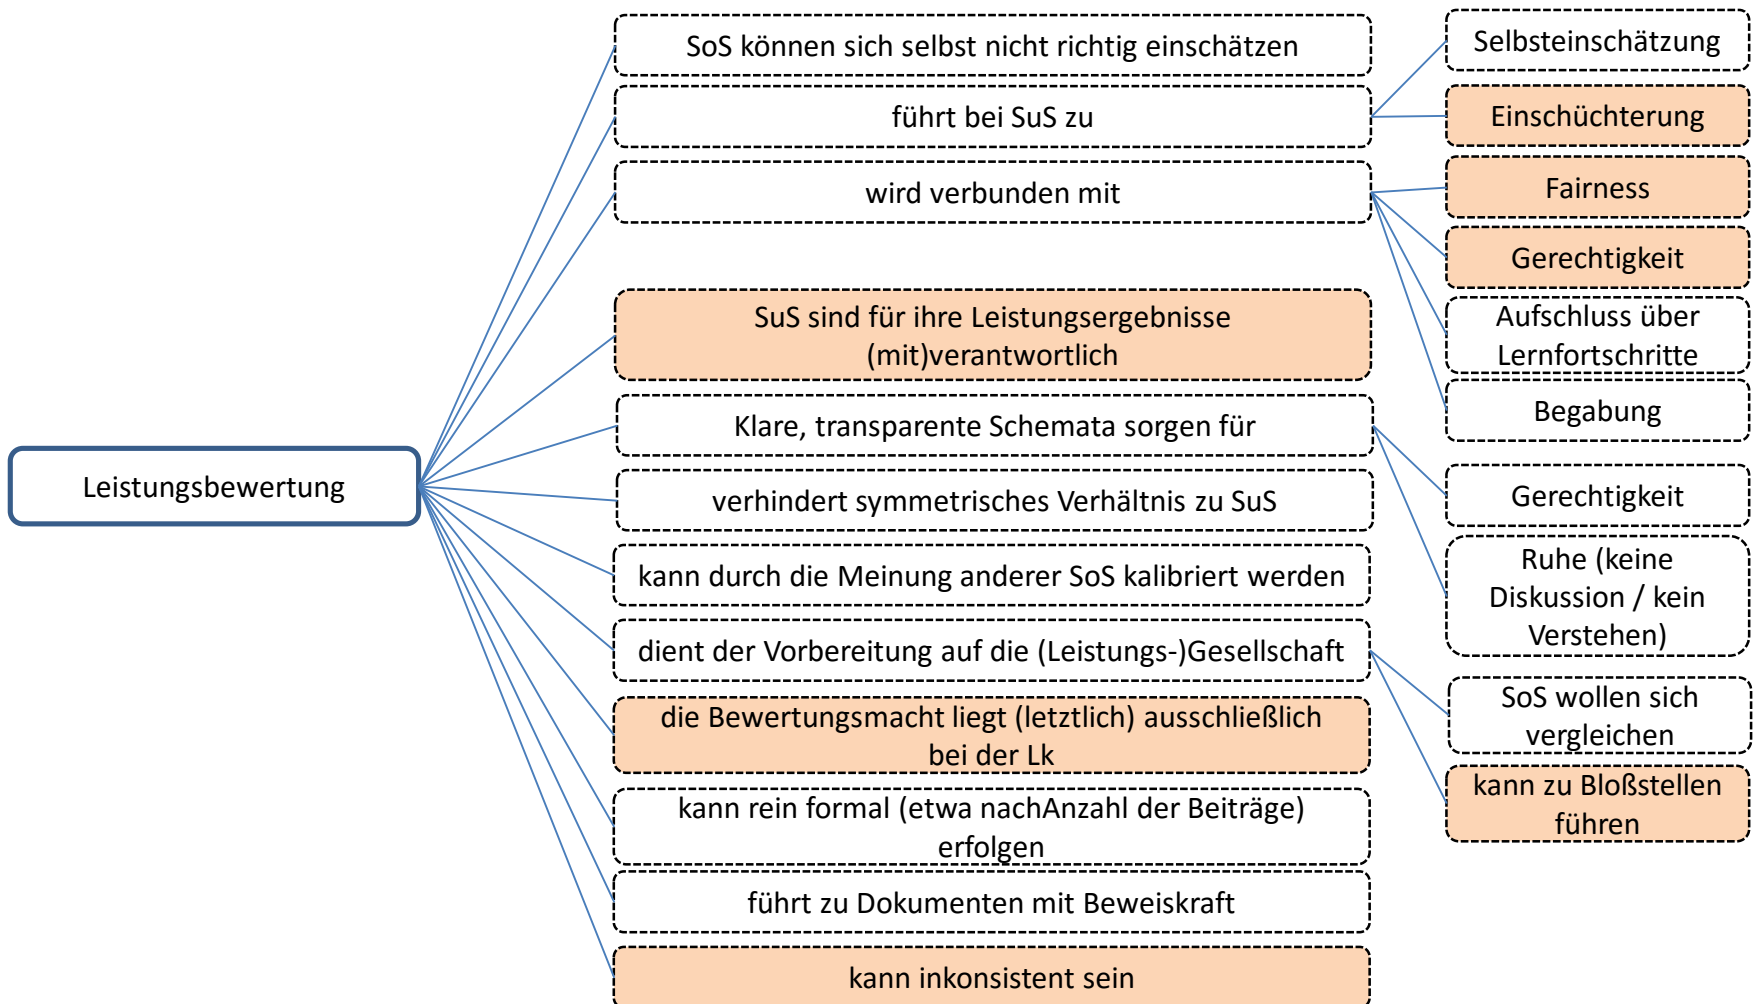 Leistungsbewertung
SoS können sich selbst nicht richtig einschätzen
führt bei SuS zu
Selbsteinschätzung
Einschüchterung
wird verbunden mit
Fairness
Gerechtigkeit
Aufschluss über
Lernfortschritte
Begabung
SuS sind für ihre Leistungsergebnisse
(mit)verantwortlich
Klare, transparente Schemata sorgen für
Gerechtigkeit
Ruhe (keine
Diskussion / kein
Verstehen)
verhindert symmetrisches Verhältnis zu SuS
kann durch die Meinung anderer SoS kalibriert werden
dient der Vorbereitung auf die (Leistungs-)Gesellschaft
SoS wollen sich
vergleichen
kann zu Bloßstellen
führen
die Bewertungsmacht liegt (letztlich) ausschließlich
bei der Lk
kann rein formal (etwa nachAnzahl der Beiträge)
erfolgen
führt zu Dokumenten mit Beweiskraft
kann inkonsistent sein